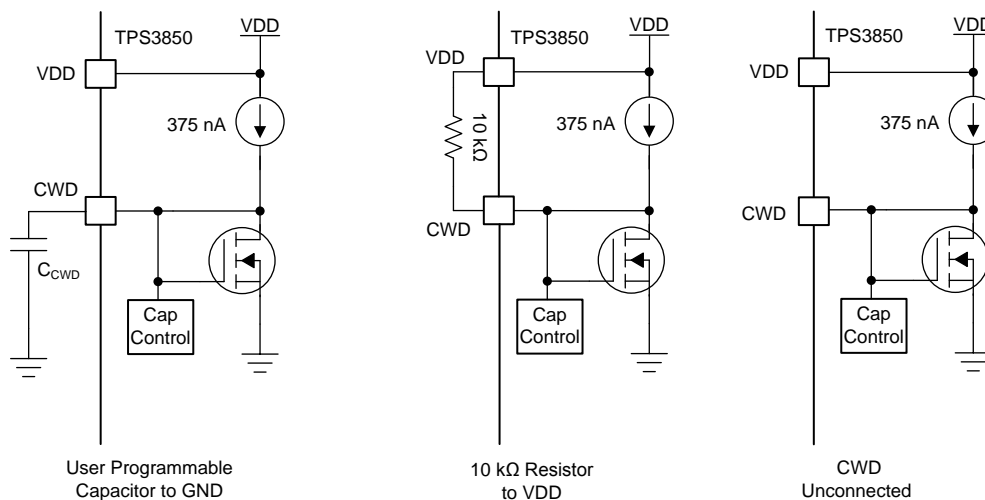 TPS3850
VDD
VDD
375 nA
CWD
CCWD
Cap
Control
User Programmable
Capacitor to GND
TPS3850
VDD
VDD
10 kΩ
375 nA
CWD
Cap
Control
10 kΩ Resistor
to VDD
TPS3850
VDD
VDD
375 nA
CWD
Cap
Control
CWD
Unconnected